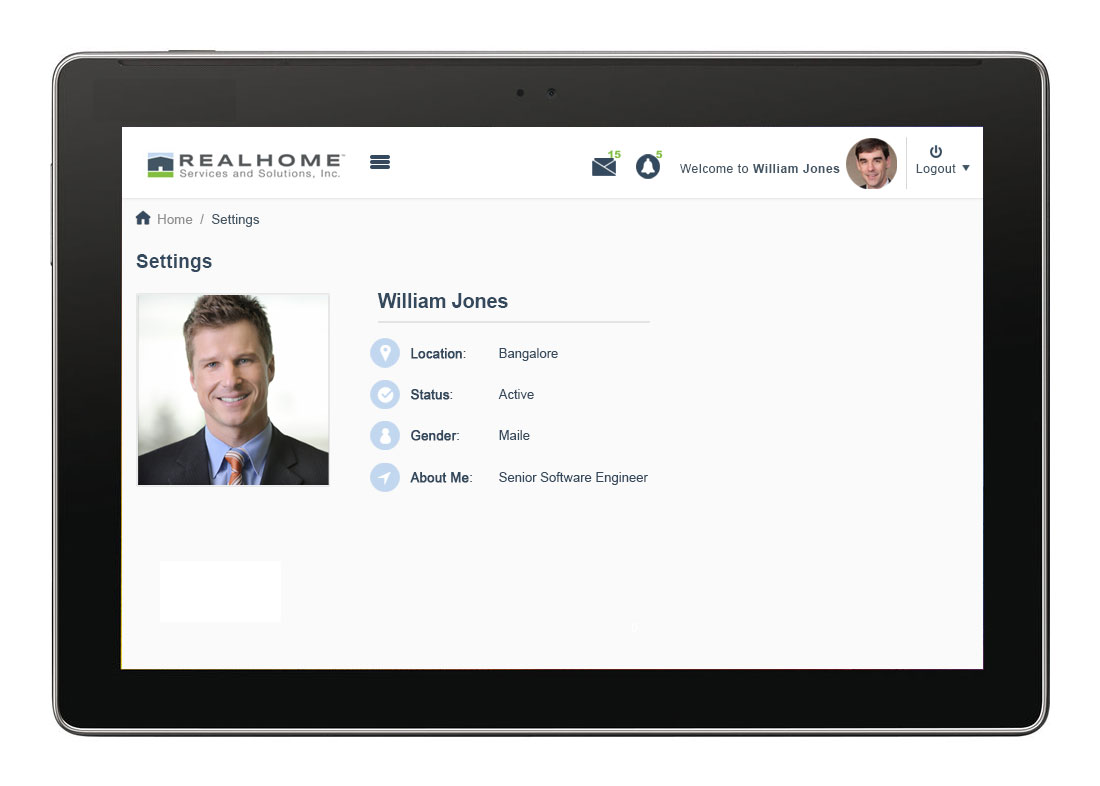 REALHOME™
Services and Solutions, Inc.
15
5
Welcome to William Jones
Logout
Home / Settings
Settings
William Jones
Location: Bangalore
Status: Active
Gender: Maile
About Me: Senior Software Engineer